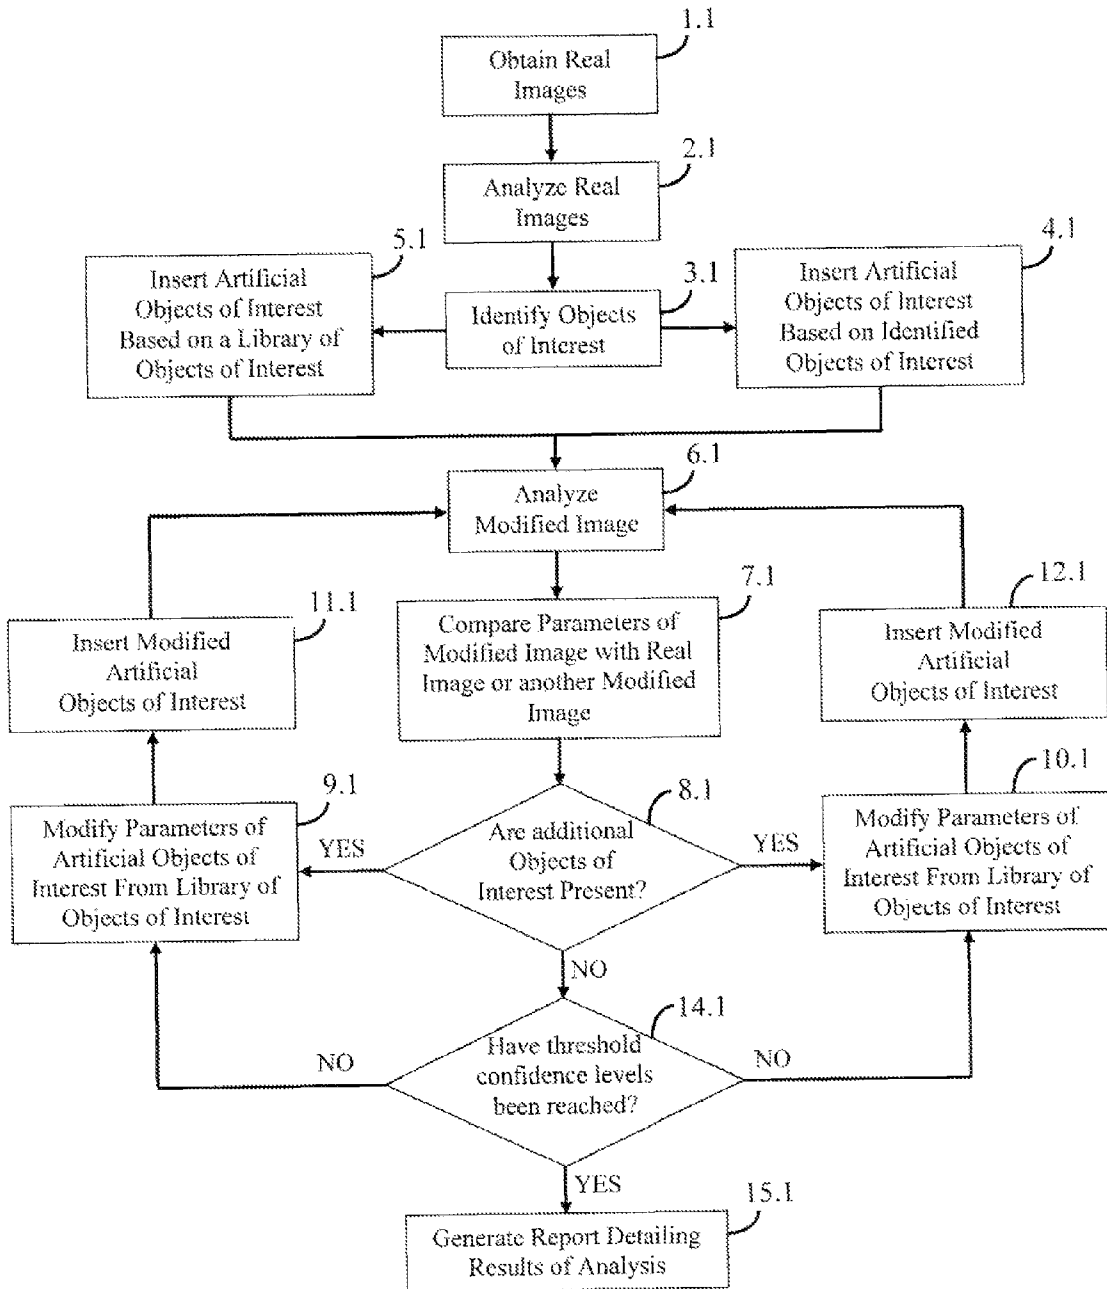 1.1
Obtain Real
Images
2.1
Analyze Real
Images
5.1
Insert Artificial
Objects of Interest
Based on a Library of
Objects of Interest
3.1
Identify Objects
of Interest
4.1
Insert Artificial
Objects of Interest
Based on Identified
Objects of Interest
6.1
Analyze
Modified Image
7.1
Compare Parameters of
Modified Image with Real
Image or another Modified
Image
11.1
Insert Modified
Artificial
Objects of Interest
12.1
Insert Modified
Artificial
Objects of Interest
9.1
Modify Parameters of
Artificial Objects of
Interest From Library of
Objects of Interest
YES
8.1
Are additional
Objects of
Interest Present?
YES
10.1
Modify Parameters of
Artificial Objects of
Interest From Library of
Objects of Interest
NO
14.1
NO
Have threshold
confidence levels
been reached?
NO
YES
15.1
Generate Report Detailing
Results of Analysis